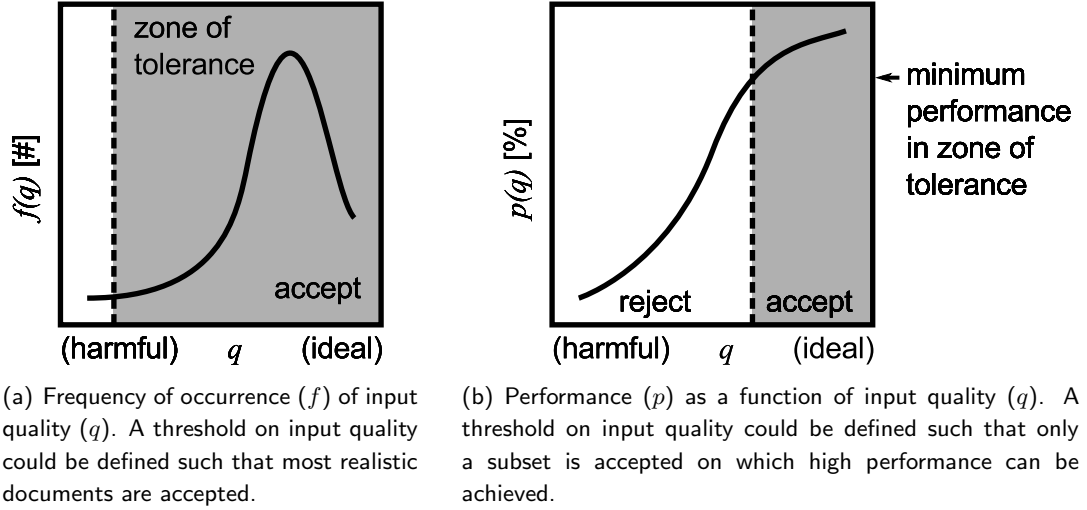 zone of
tolerance
accept
f(q) [#]
(harmful) q (ideal)
(a) Frequency of occurrence (f) of input
quality (q). A threshold on input quality
could be defined such that most realistic
documents are accepted.
p(q) [%]
reject accept
(harmful) q (ideal)
minimum
performance
in zone of
tolerance
(b) Performance (p) as a function of input quality (q). A
threshold on input quality could be defined such that only
a subset is accepted on which high performance can be
achieved.